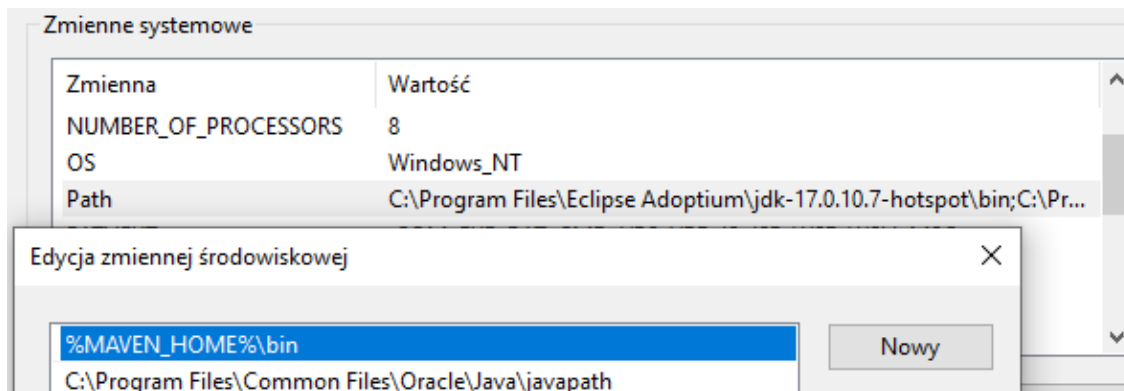 Zmienne systemowe
Zmienna Wartość
NUMBER_OF_PROCESSORS 8
OS Windows_NT
Path C:\Program Files\Eclipse Adoptium\jdk-17.0.10.7-hotspot\bin;C:\Pr...
Edycja zmiennej środowiskowej
%MAVEN_HOME%\bin
Nowy
C:\Program Files\Common Files\Oracle\Java\javapath